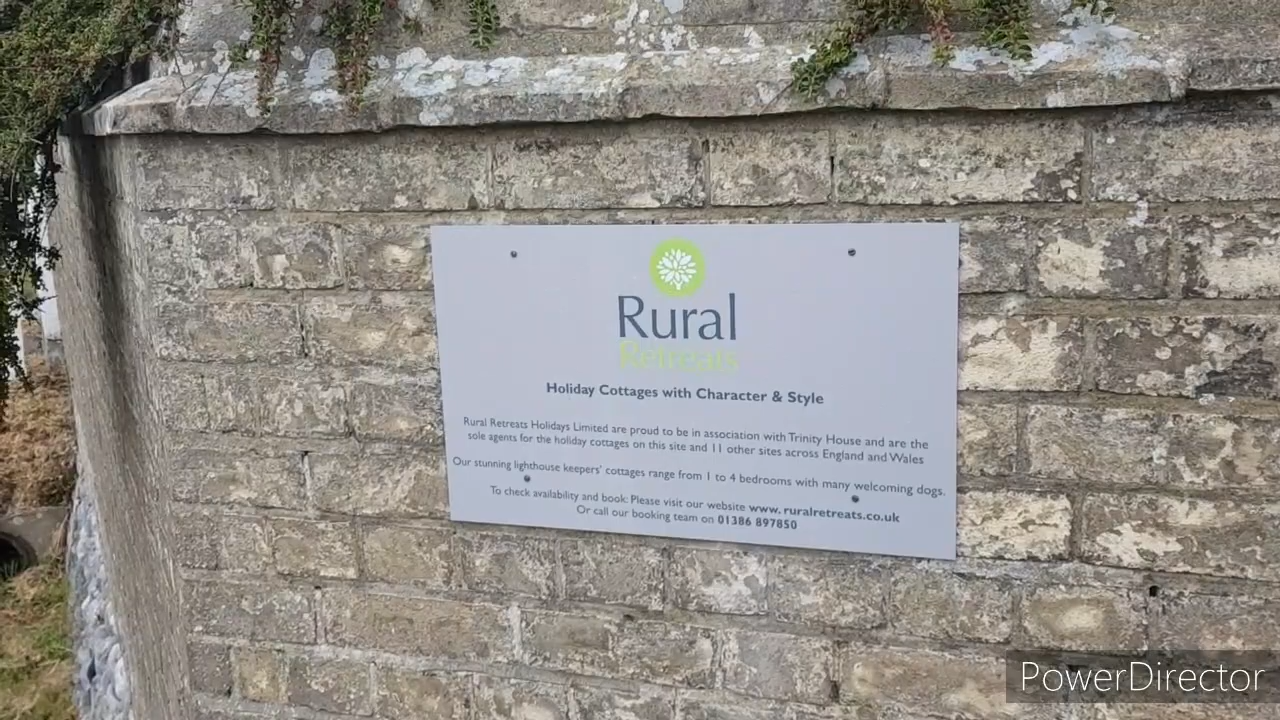 Rural
Retreats
Holiday Cottages with Character & Style
Rural Retreats Holidays Limited are proud to be in association with Trinity House and are the
sole agents for the holiday cottages on this site and 11 other sites across England and Wales
Our stunning lighthouse keepers' cottages range from 1 to 4 bedrooms with many welcoming dogs.
To check availability and book: Please visit our website www. ruralretreats.co.uk
Or call our booking team on 01386 897850
PowerDirector